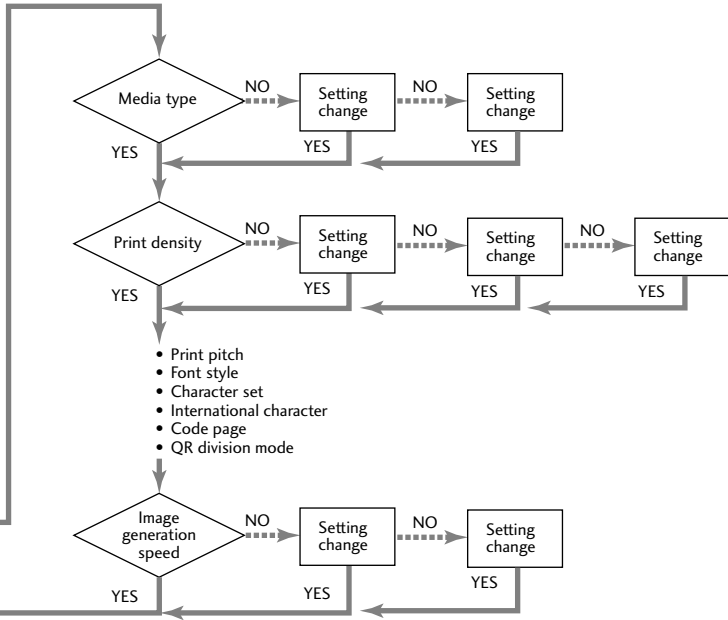 Media type
NO
Setting
change
NO
Setting
change
YES
YES
YES
Print density
NO
Setting
change
NO
Setting
change
NO
Setting
change
YES
YES
YES
YES
• Print pitch
• Font style
• Character set
• International character
• Code page
• QR division mode
Image
generation
speed
NO
Setting
change
NO
Setting
change
YES
YES
YES